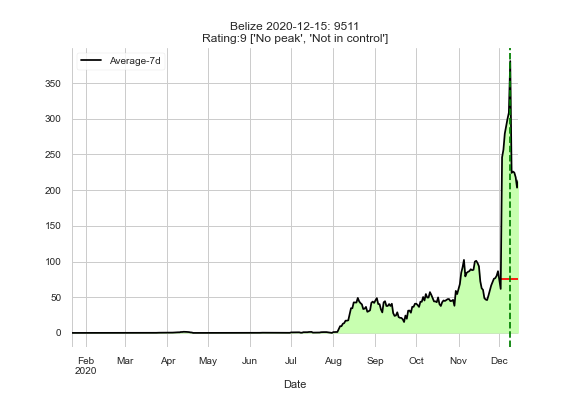 Belize 2020-12-15: 9511
Rating:9 ['No peak', 'Not in control']
Average-7d
350
300
250
200
150
100
50
0
Feb Mar Apr May Jun Jul Aug Sep Oct Nov Dec
2020
Date